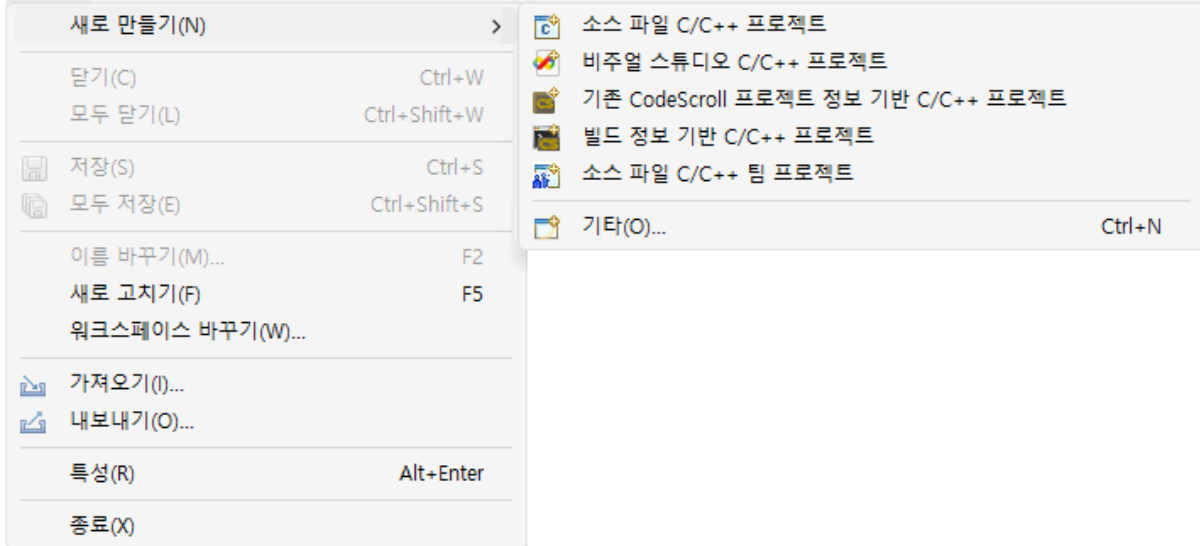 새로 만들기(N)
닫기(C) Ctrl+W
모두 닫기(L) Ctrl+Shift+W
저장(S) Ctrl+S
모두 저장(E) Ctrl+Shift+S
이름 바꾸기(M)... F2
새로 고치기(F) F5
워크스페이스 바꾸기(W)...
가져오기(I)...
내보내기(O)...
특성(R) Alt+Enter
종료(X)
소스 파일 C/C++ 프로젝트
비주얼 스튜디오 C/C++ 프로젝트
기존 CodeScroll 프로젝트 정보 기반 C/C++ 프로젝트
빌드 정보 기반 C/C++ 프로젝트
소스 파일 C/C++ 팀 프로젝트
기타(O)... Ctrl+N